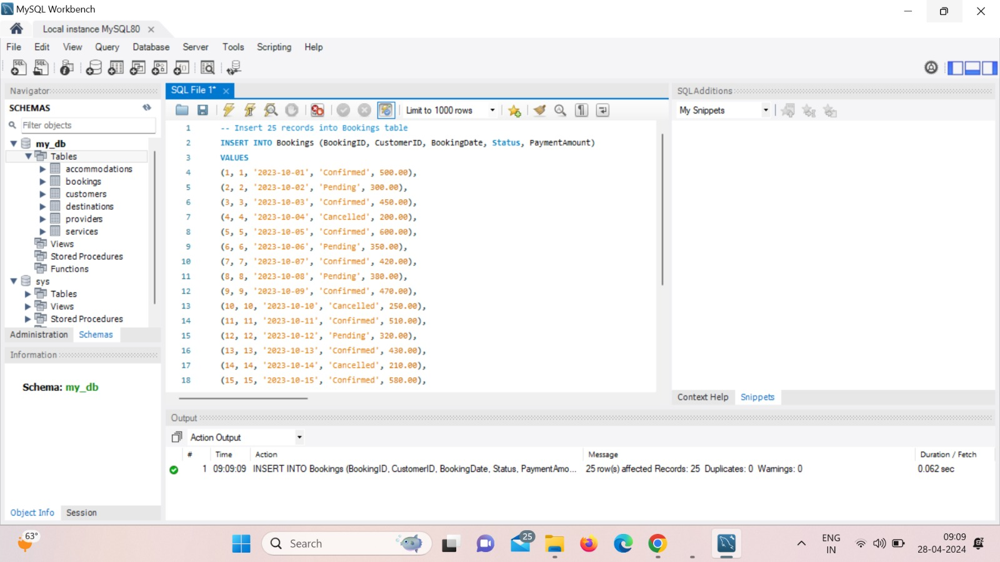 MySQL Workbench
Local instance MySQL80
File Edit View Query Database Server Tools Scripting Help
Navigator
SCHEMAS
Filter objects
my_db
Tables
accommodations
bookings
customers
destinations
providers
services
Views
Stored Procedures
Functions
sys
Tables
Views
Stored Procedures
Administration Schemas
Information
Schema: my_db
Object Info Session
SQL File 1*
Limit to 1000 rows
1 -- Insert 25 records into Bookings table
2 INSERT INTO Bookings (BookingID, CustomerID, BookingDate, Status, PaymentAmount)
3 VALUES
4 (1, 1, '2023-10-01', 'Confirmed', 500.00),
5 (2, 2, '2023-10-02', 'Pending', 300.00),
6 (3, 3, '2023-10-03', 'Confirmed', 450.00),
7 (4, 4, '2023-10-04', 'Cancelled', 200.00),
8 (5, 5, '2023-10-05', 'Confirmed', 600.00),
9 (6, 6, '2023-10-06', 'Pending', 350.00),
10 (7, 7, '2023-10-07', 'Confirmed', 420.00),
11 (8, 8, '2023-10-08', 'Pending', 380.00),
12 (9, 9, '2023-10-09', 'Confirmed', 470.00),
13 (10, 10, '2023-10-10', 'Cancelled', 250.00),
14 (11, 11, '2023-10-11', 'Confirmed', 510.00),
15 (12, 12, '2023-10-12', 'Pending', 320.00),
16 (13, 13, '2023-10-13', 'Confirmed', 430.00),
17 (14, 14, '2023-10-14', 'Cancelled', 210.00),
18 (15, 15, '2023-10-15', 'Confirmed', 580.00),
SQLAdditions
My Snippets
Context Help Snippets
Output
Action Output
# Time Action Message Duration / Fetch
1 09:09:09 INSERT INTO Bookings (BookingID, CustomerID, BookingDate, Status, PaymentAmo... 25 row(s) affected Records: 25 Duplicates: 0 Warnings: 0 0.062 sec
63°
Search
25
ENG
IN
09:09
28-04-2024